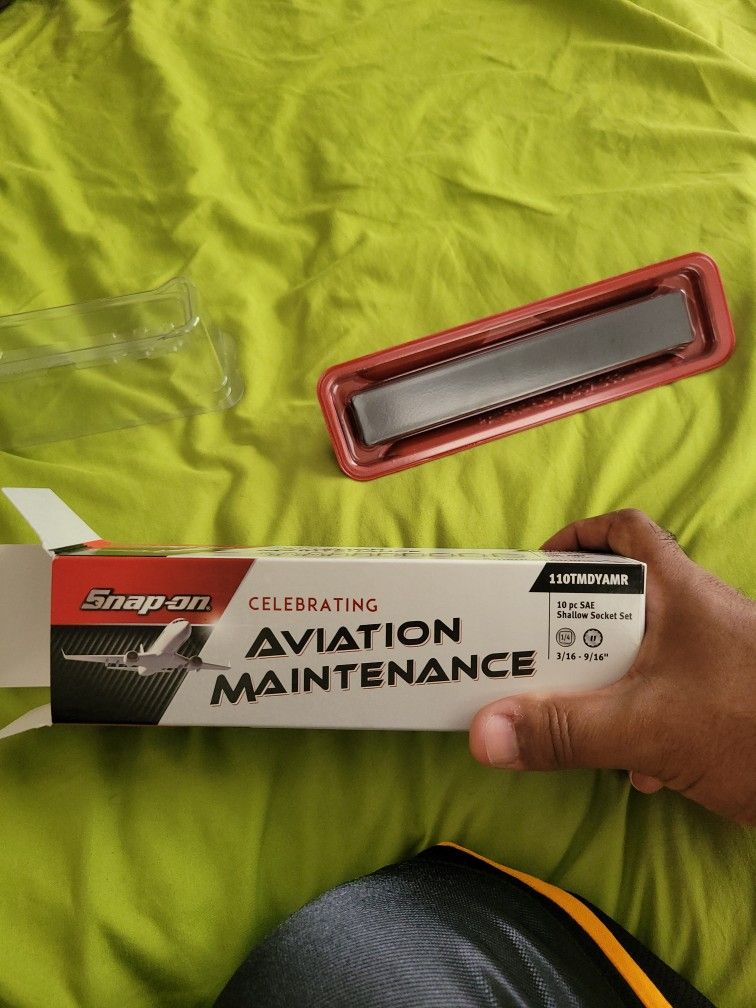 Snap-on
CELEBRATING
AVIATION
MAINTENANCE
110TMDYAMR
10 pc SAE
Shallow Socket Set
1/4
3/16 - 9/16"